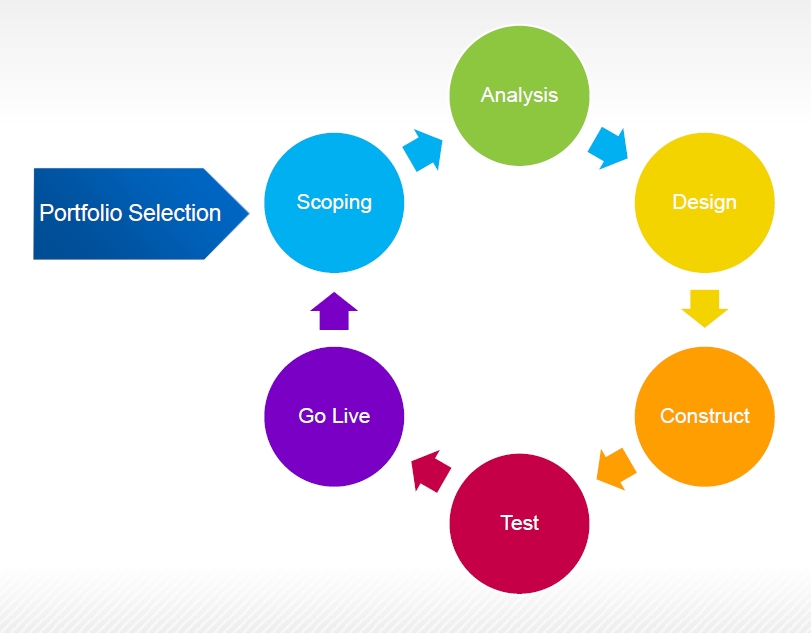 Portfolio Selection
Scoping
Analysis
Design
Construct
Test
Go Live